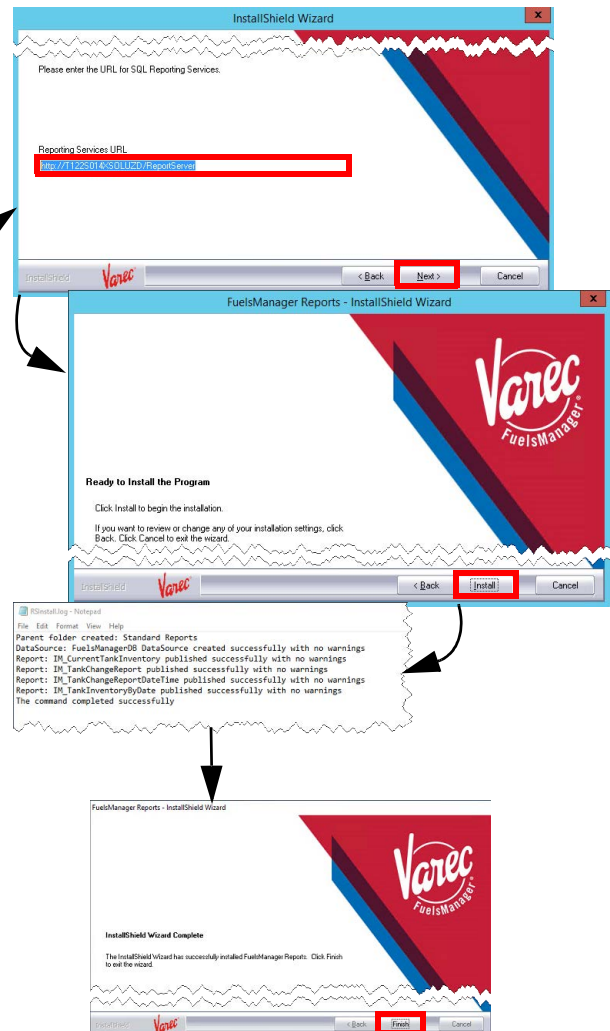 InstallShield Wizard
x
Please enter the URL for SQL Reporting Services.
Reporting Services URL
http://T122S014XSOLUZD/ReportServer
InstallShield
Varec
< Back
Next >
Cancel
FuelsManager Reports - InstallShield Wizard
x
Varec
FuelsManager®
Ready to Install the Program
Click Install to begin the installation.
If you want to review or change any of your installation settings, click
Back. Click Cancel to exit the wizard.
InstallShield
Varec
< Back
Install
Cancel
RSinstall.log - Notepad
File Edit Format View Help
Parent folder created: Standard Reports
DataSource: FuelsManagerDB DataSource created successfully with no warnings
Report: IM_CurrentTankInventory published successfully with no warnings
Report: IM_TankChangeReport published successfully with no warnings
Report: IM_TankChangeReportDateTime published successfully with no warnings
Report: IM_TankInventoryByDate published successfully with no warnings
The command completed successfully
FuelsManager Reports - InstallShield Wizard
Varec
FuelsManager®
InstallShield Wizard Complete
The InstallShield Wizard has successfully installed FuelsManager Reports. Click Finish
to exit the wizard.
InstallShield
Varec
< Back
Finish
Cancel